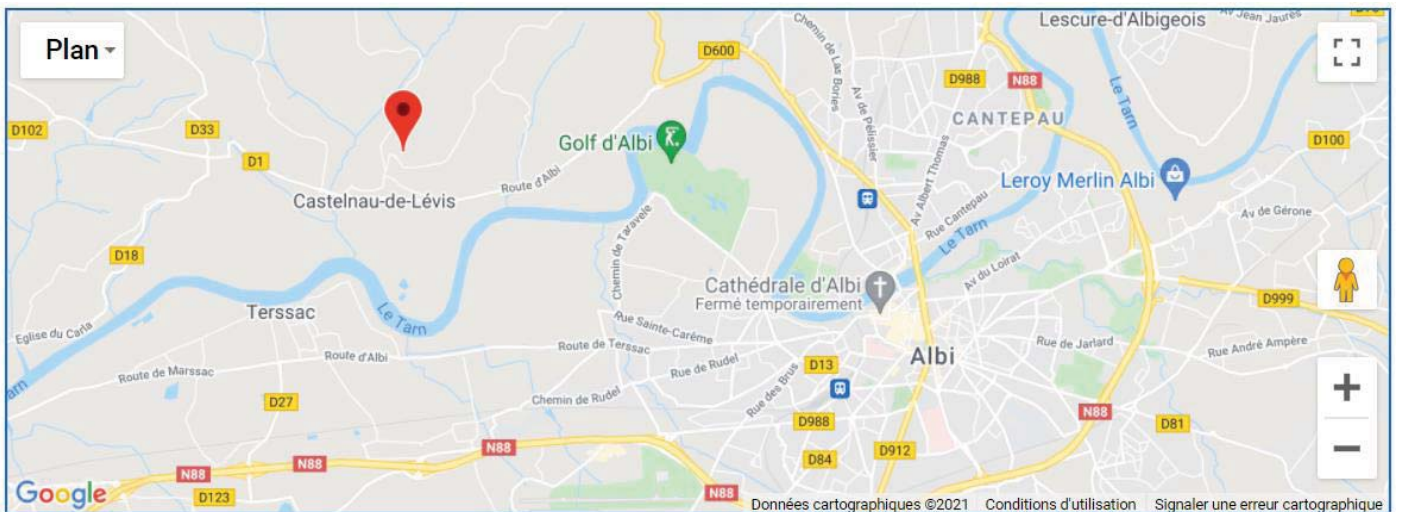 Plan
Lescure-d'Albigeois
Av Jean Jaurès
D600
Chemin de Las Bories
D988
N88
Le Tarn
Av de Pélissier
CANTEPAU
D102
D33
D1
Golf d'Albi
D100
Route d'Albi
Av Albert Thomas
Leroy Merlin Albi
Castelnau-de-Lévis
Rue Cantepau
Av de Gérone
Chemin de Taravele
Le Tarn
D18
Av du Loirat
Cathédrale d'Albi
Fermé temporairement
D999
Terssac
Le Tarn
Eglise du Carla
Rue Sainte-Carême
Route de Terssac
Rue de Jarlard
Rue André Ampère
Route d'Albi
Albi
Rue de Rudel
D13
Route de Marssac
Rue des Brus
Chemin de Rudel
D27
N88
D988
D81
N88
D912
D84
N88
N88
Google
D123
N88
Données cartographiques ©2021 Conditions d'utilisation Signaler une erreur cartographique